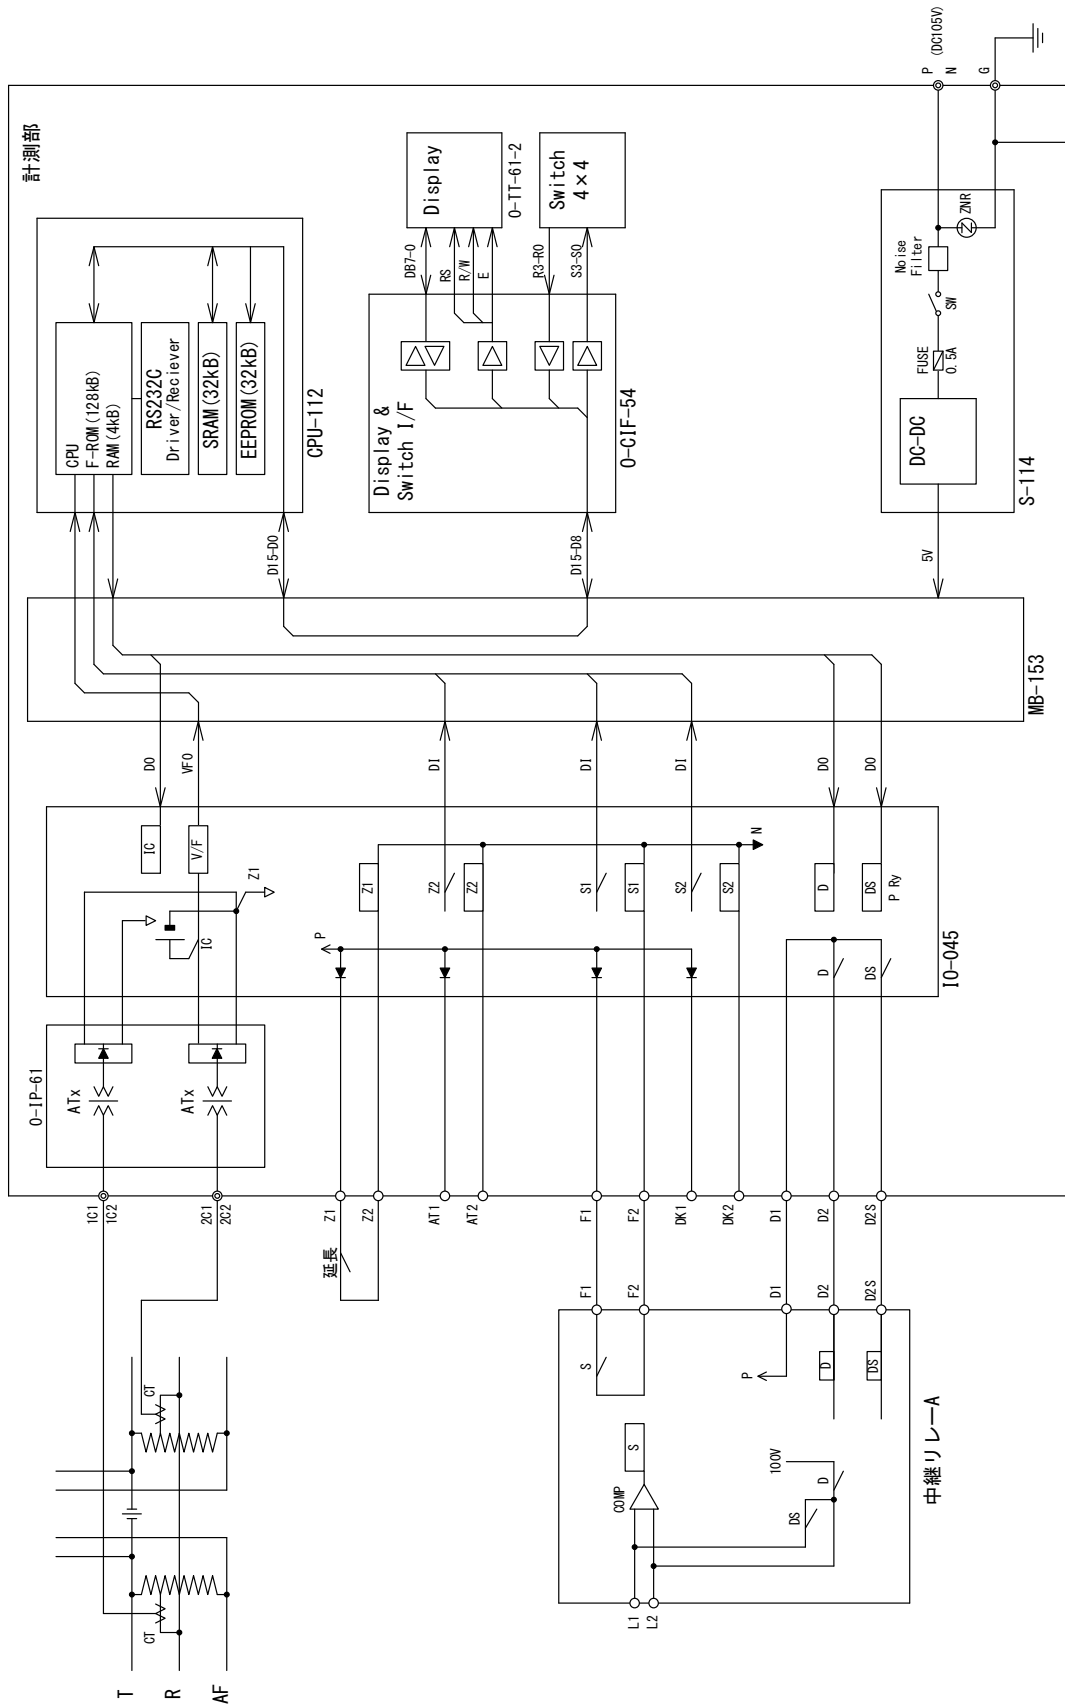 計測部
CPU
F-ROM(128kB)
RAM(4kB)
RS232C
Driver/Reciever
SRAM(32kB)
EEPROM(32kB)
CPU-112
Display &
Switch I/F
O-CIF-54
DB7-0
RS
R/W
E
R3-R0
S3-S0
Display
O-TT-61-2
Switch
4×4
DC-DC
FUSE
0.5A
SW
Noise
Filter
ZNR
S-114
P
(DC105V)
N
G
D15-D0
D15-D8
5V
MB-153
DO
VFO
DI
DI
DI
DO
DO
IC
V/F
Z1
IC
P
Z1
Z2
Z2
S1
S1
S2
S2
N
D
DS
P Ry
D
DS
IO-045
O-IP-61
ATx
ATx
1C1
1C2
2C1
2C2
Z1
Z2
AT1
AT2
F1
F2
DK1
DK2
D1
D2
D2S
延長
F1
F2
D1
D2
D2S
S
P
D
DS
S
COMP
100V
D
DS
L1
L2
中継リレーA
CT
CT
T
R
AF